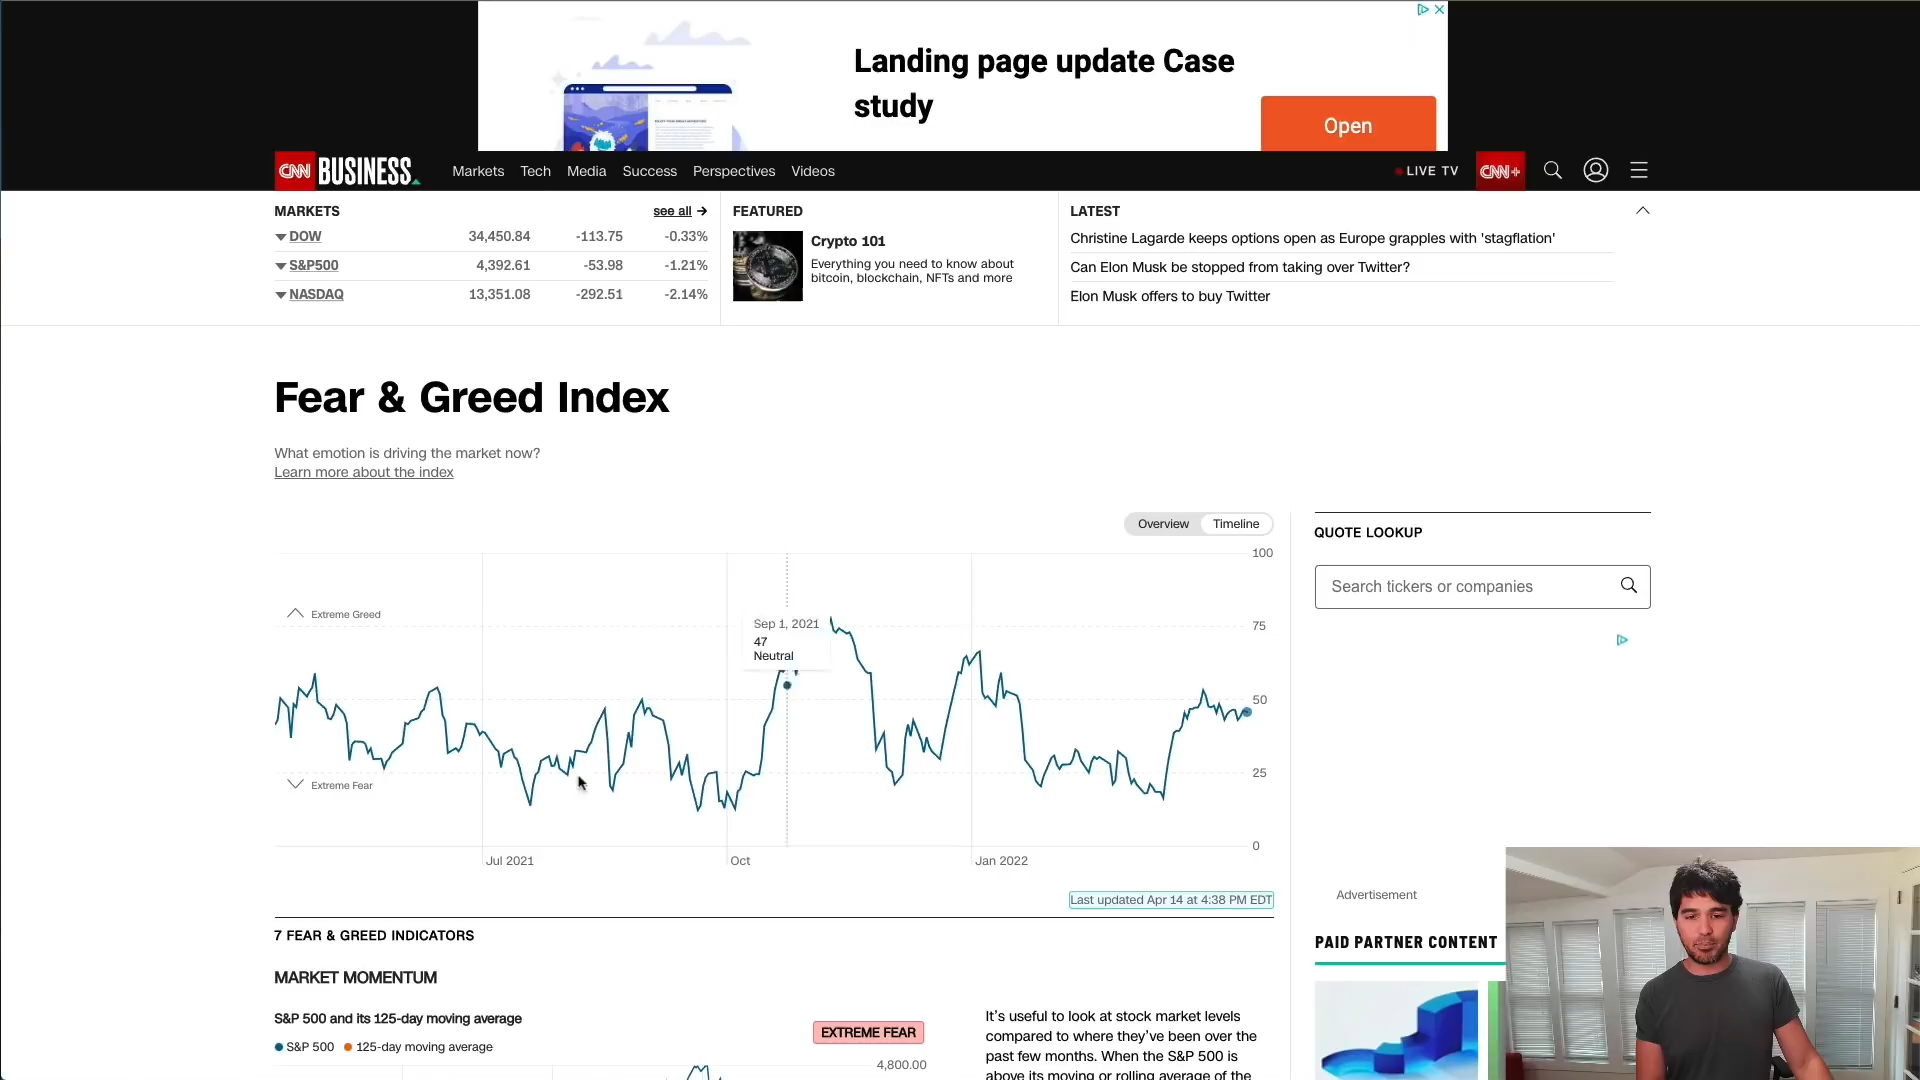 Landing page update Case
study
Open
CNN BUSINESS
Markets Tech Media Success Perspectives Videos
LIVE TV CNN+
MARKETS see all →
DOW 34,450.84 -113.75 -0.33%
S&P500 4,392.61 -53.98 -1.21%
NASDAQ 13,351.08 -292.51 -2.14%
FEATURED
Crypto 101
Everything you need to know about
bitcoin, blockchain, NFTs and more
LATEST
Christine Lagarde keeps options open as Europe grapples with 'stagflation'
Can Elon Musk be stopped from taking over Twitter?
Elon Musk offers to buy Twitter
Fear & Greed Index
What emotion is driving the market now?
Learn more about the index
Overview Timeline
100
Extreme Greed
75
Sep 1, 2021
47
Neutral
50
25
Extreme Fear
0
Jul 2021 Oct Jan 2022
Last updated Apr 14 at 4:38 PM EDT
QUOTE LOOKUP
Search tickers or companies
Advertisement
PAID PARTNER CONTENT
7 FEAR & GREED INDICATORS
MARKET MOMENTUM
S&P 500 and its 125-day moving average
EXTREME FEAR
S&P 500 125-day moving average
4,800.00
It's useful to look at stock market levels
compared to where they've been over the
past few months. When the S&P 500 is
above its moving or rolling average of the